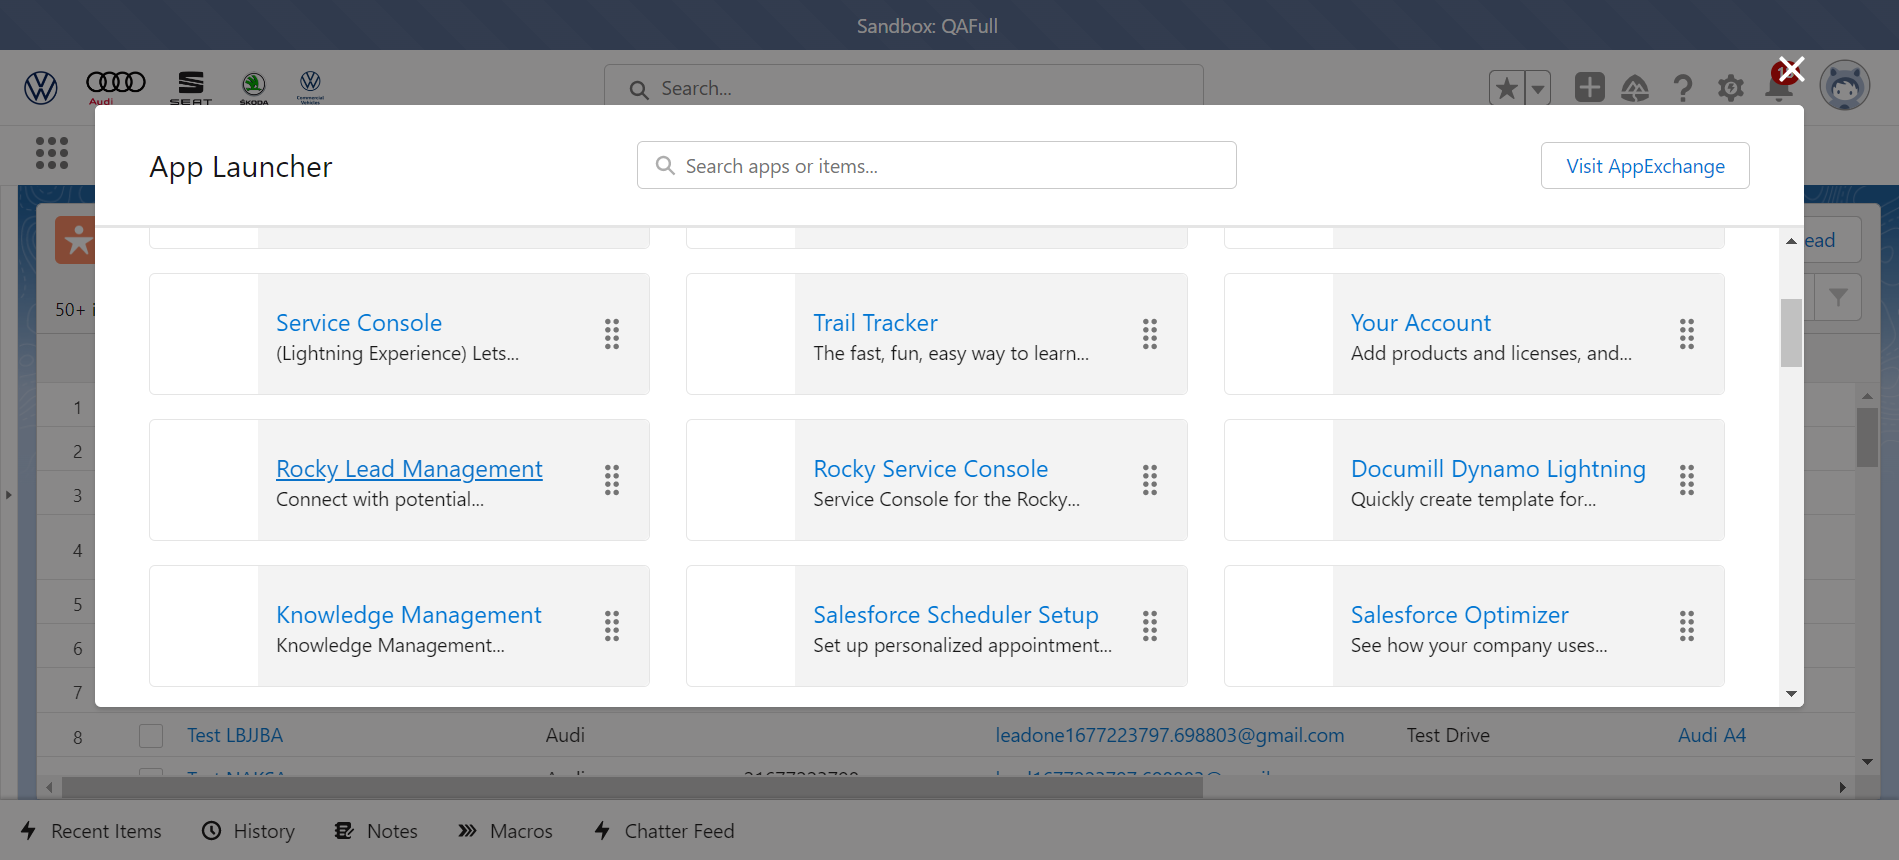 Sandbox: QAFull
Audi
SEAT
ŠKODA
Commercial
Vehicles
Search...
App Launcher
Search apps or items...
Visit AppExchange
ead
50+ i
Service Console
(Lightning Experience) Lets...
Trail Tracker
The fast, fun, easy way to learn...
Your Account
Add products and licenses, and...
1
2
Rocky Lead Management
Connect with potential...
Rocky Service Console
Service Console for the Rocky...
Documill Dynamo Lightning
Quickly create template for...
3
4
5
Knowledge Management
Knowledge Management...
Salesforce Scheduler Setup
Set up personalized appointment...
Salesforce Optimizer
See how your company uses...
6
7
8 Test LBJJBA Audi leadone1677223797.698803@gmail.com Test Drive Audi A4
Recent Items History Notes Macros Chatter Feed